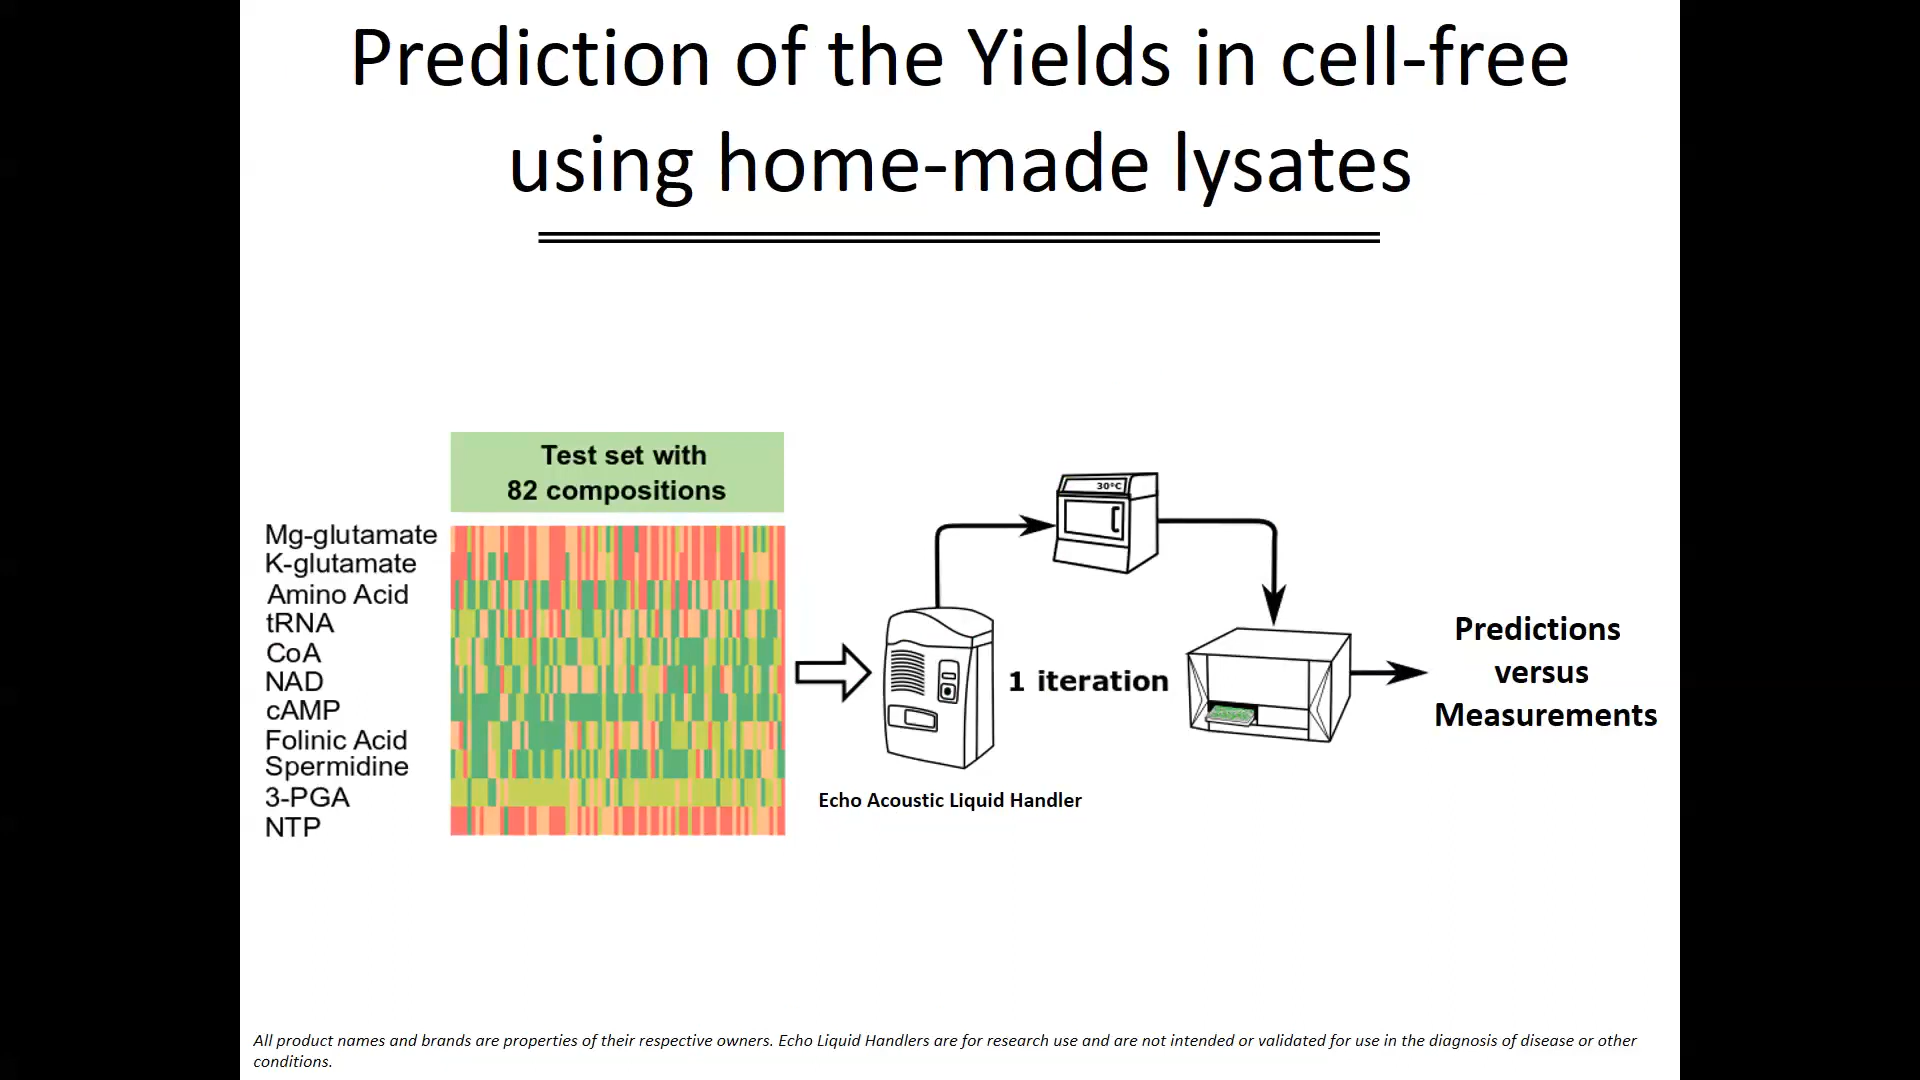 Prediction of the Yields in cell-free
using home-made lysates
Test set with
82 compositions
Mg-glutamate
K-glutamate
Amino Acid
tRNA
CoA
NAD
cAMP
Folinic Acid
Spermidine
3-PGA
NTP
30°C
1 iteration
Echo Acoustic Liquid Handler
Predictions
versus
Measurements
All product names and brands are properties of their respective owners. Echo Liquid Handlers are for research use and are not intended or validated for use in the diagnosis of disease or other
conditions.